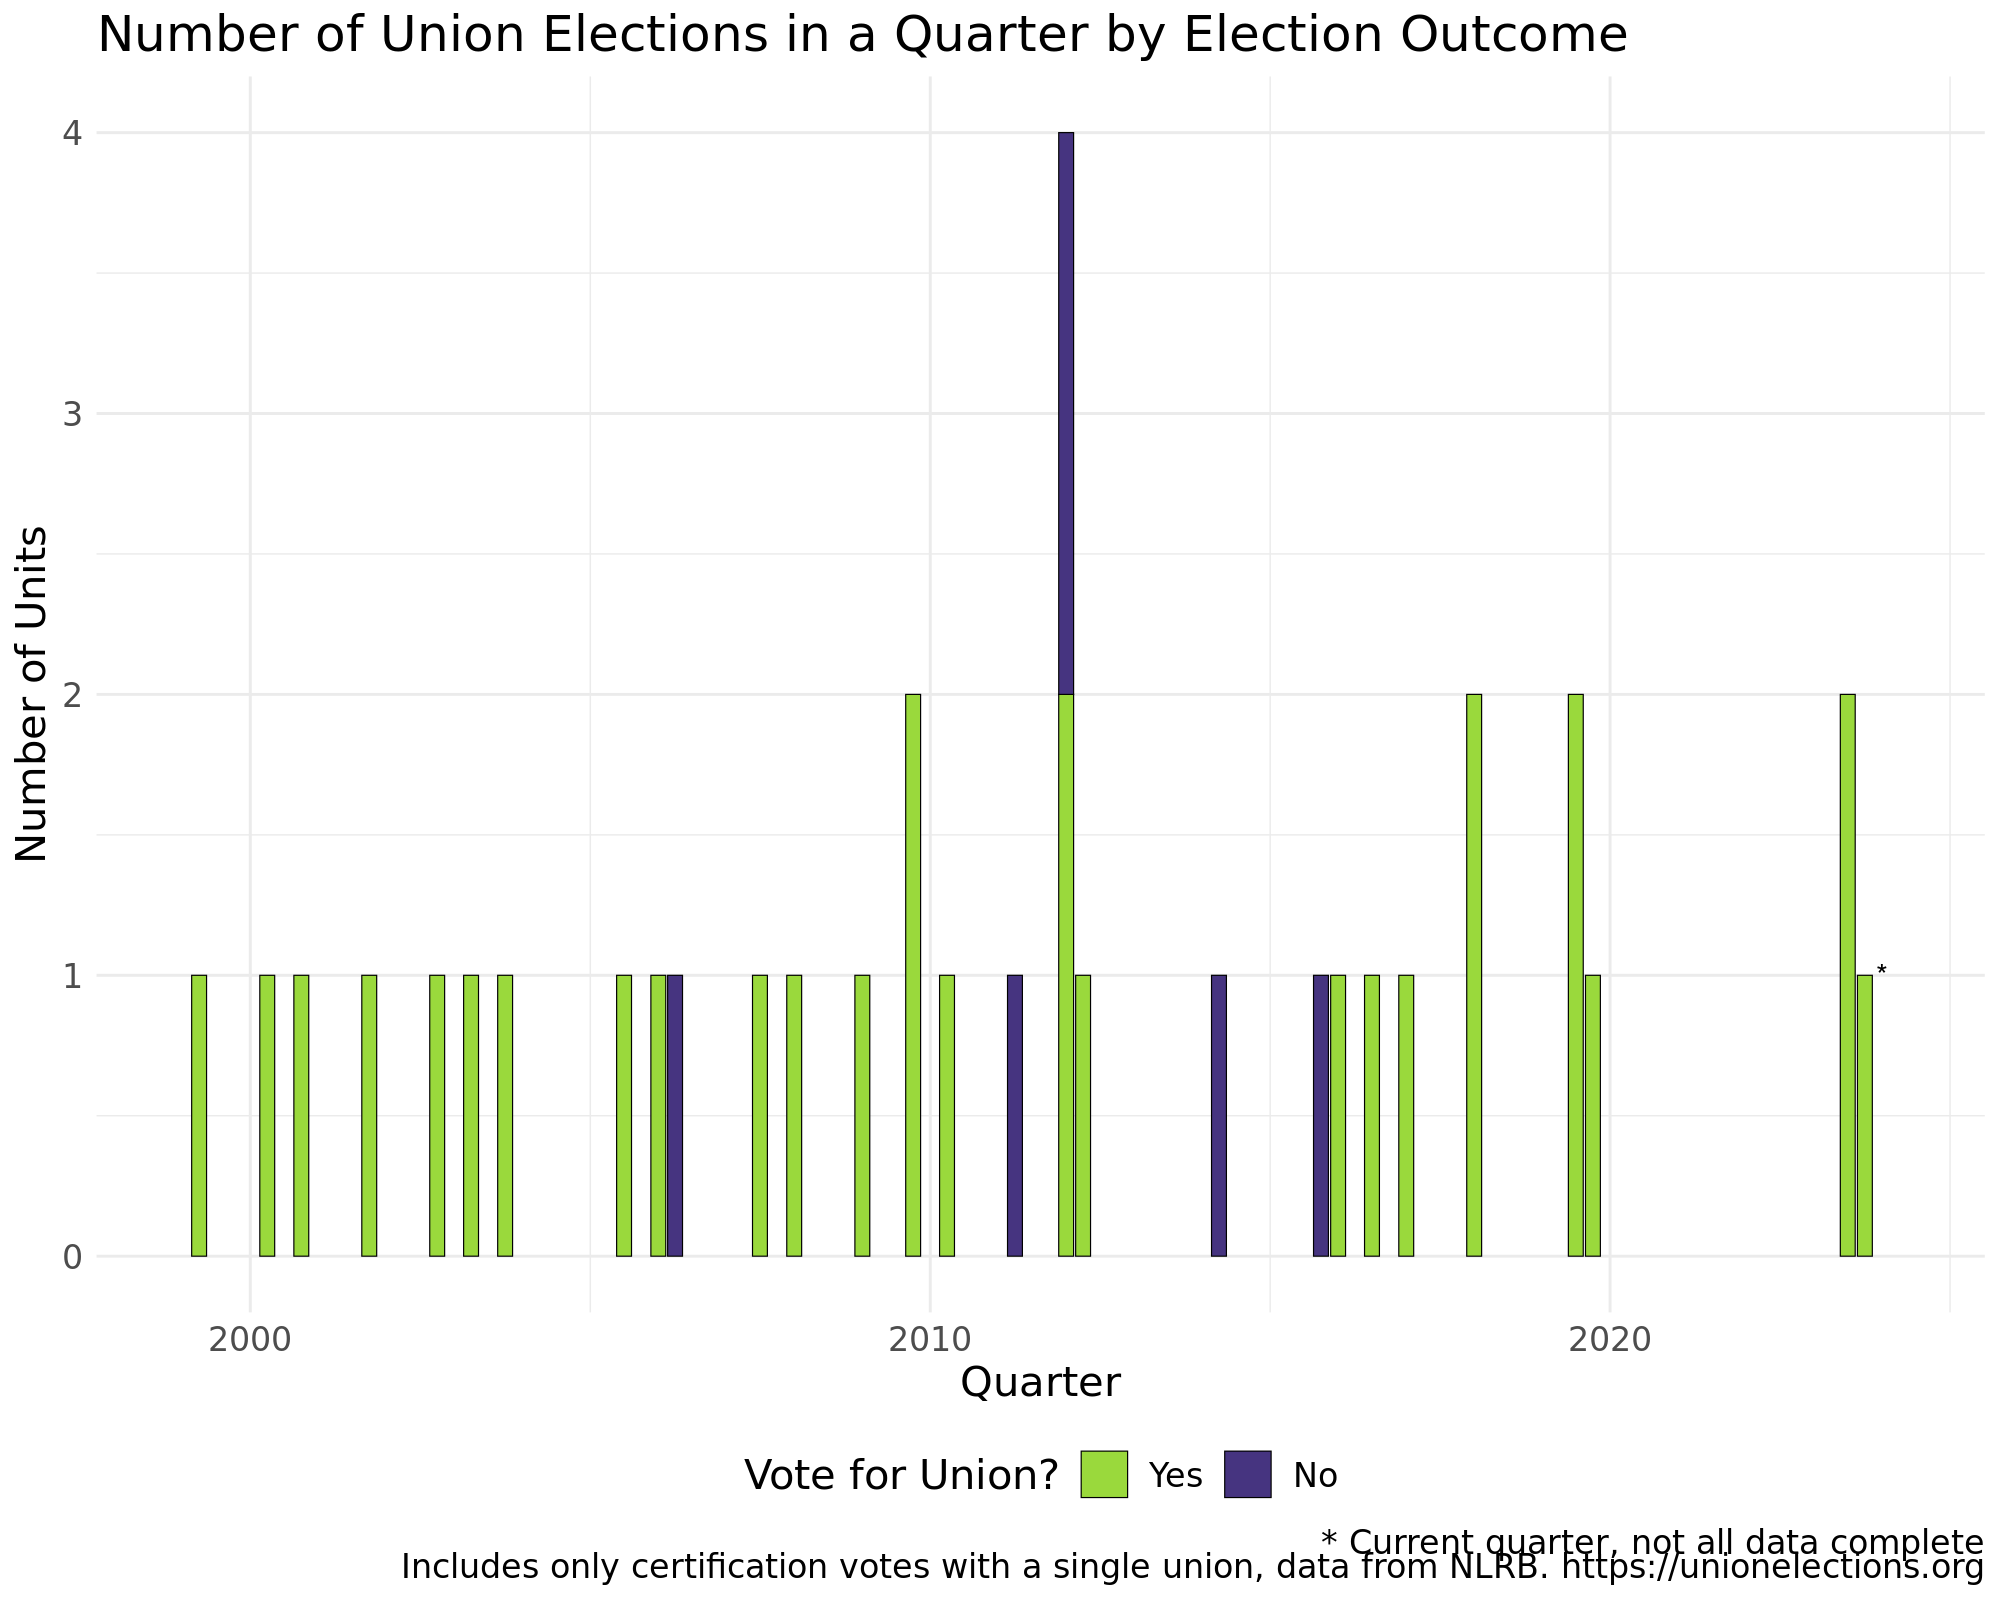 Number of Union Elections in a Quarter by Election Outcome
Number of Units
4
3
2
1
0
*
2000 2010 2020
Quarter
Vote for Union? Yes No
* Current quarter, not all data complete
Includes only certification votes with a single union, data from NLRB. https://unionelections.org